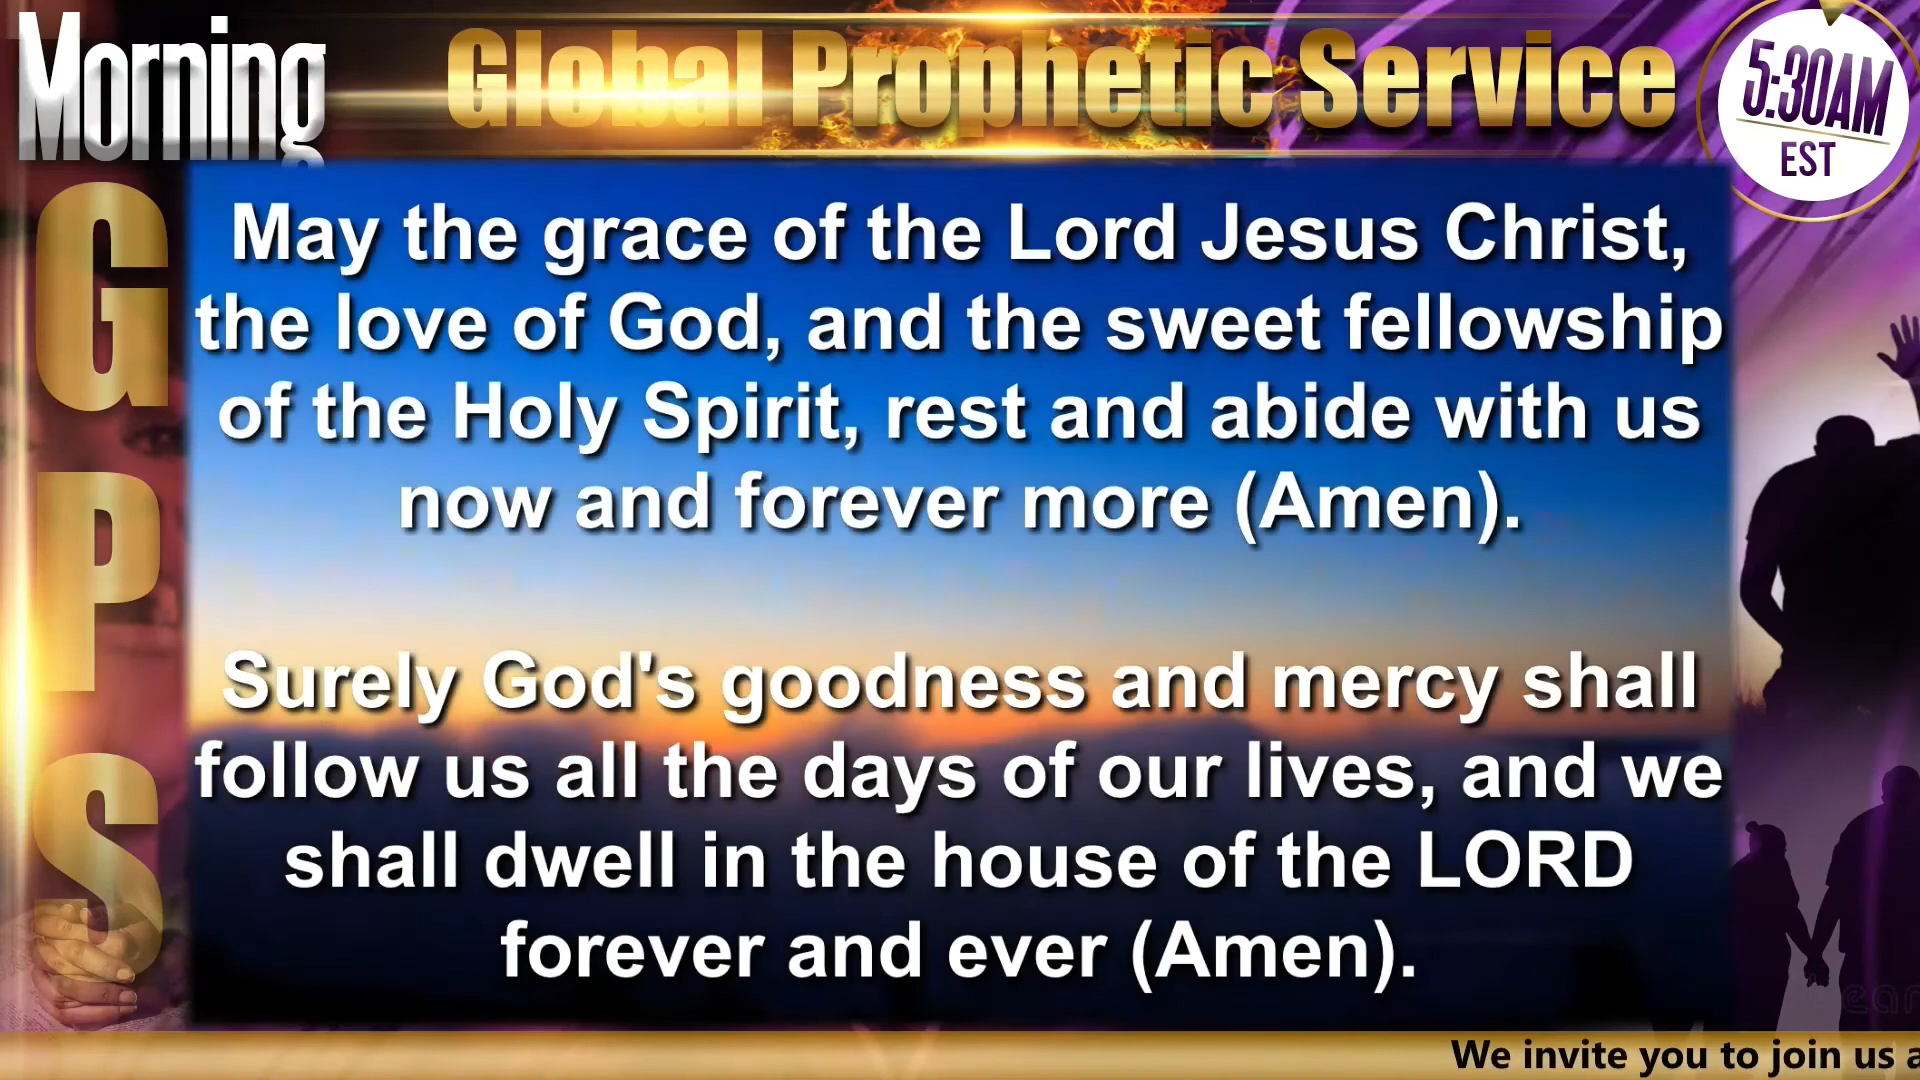 Morning
Global Prophetic Service
5:30AM
EST
G
P
S
May the grace of the Lord Jesus Christ,
the love of God, and the sweet fellowship
of the Holy Spirit, rest and abide with us
now and forever more (Amen).
Surely God's goodness and mercy shall
follow us all the days of our lives, and we
shall dwell in the house of the LORD
forever and ever (Amen).
We invite you to join us a